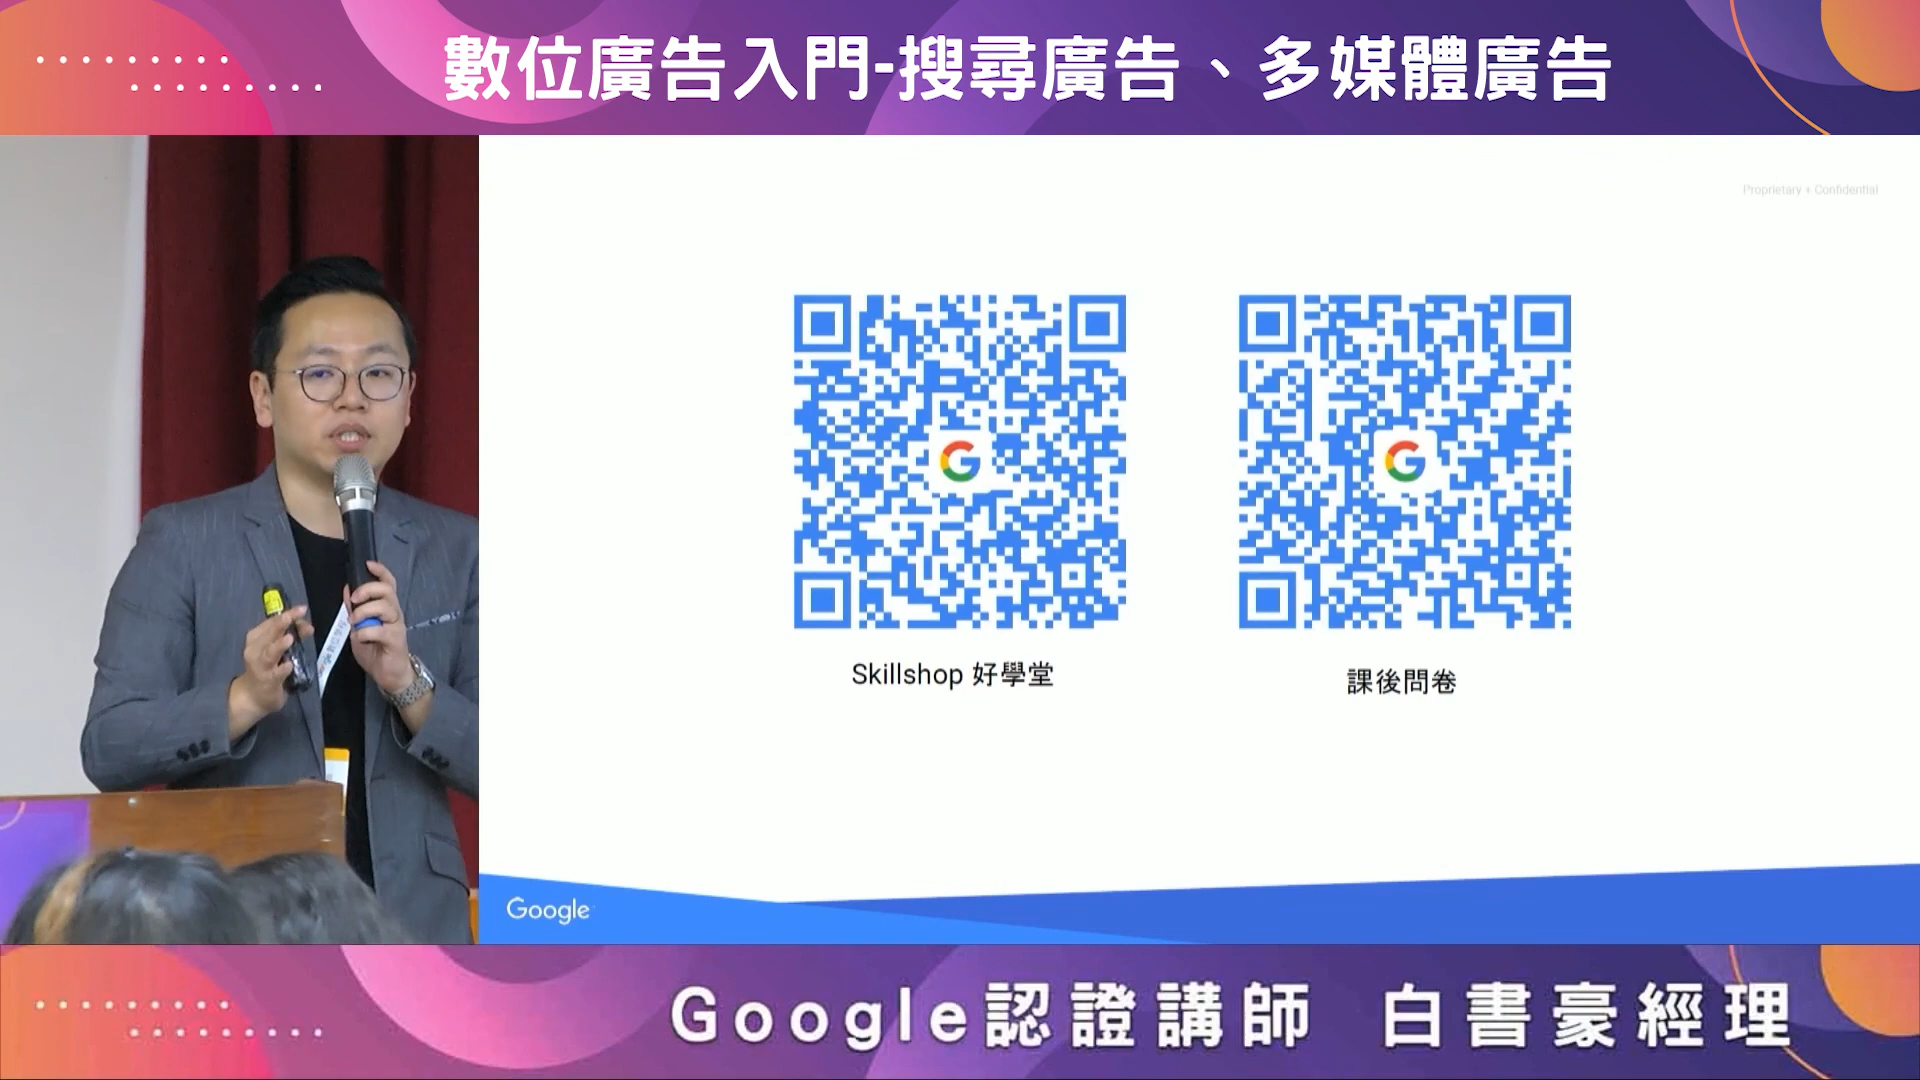 數位廣告入門-搜尋廣告、多媒體廣告
Proprietary + Confidential
Skillshop 好學堂
課後問卷
Google
Google認證講師 白書豪經理